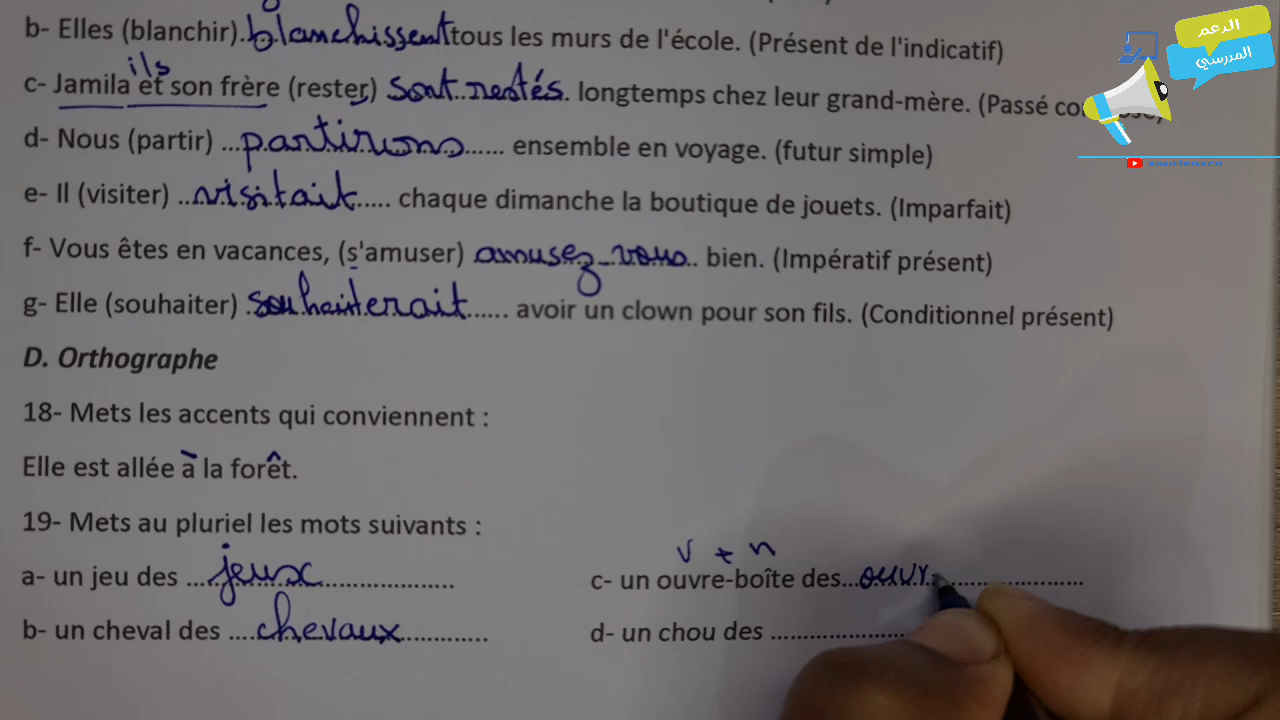 b- Elles (blanchir).blanchissent tous les murs de l'école. (Présent de l'indicatif)
ils
c- Jamila et son frère (rester) sont restés. longtemps chez leur grand-mère. (Passé
d- Nous (partir) ...partirons...... ensemble en voyage. (futur simple)
e- Il (visiter) ..visitait..... chaque dimanche la boutique de jouets. (Imparfait)
f- Vous êtes en vacances, (s'amuser) amusez-vous.. bien. (Impératif présent)
g- Elle (souhaiter) .souhaiterait...... avoir un clown pour son fils. (Conditionnel présent)
D. Orthographe
18- Mets les accents qui conviennent :
Elle est allée à la forêt.
19- Mets au pluriel les mots suivants :
a- un jeu des ...jeux..................
v + n
c- un ouvre-boîte des...ouvr....................
b- un cheval des ....chevaux............
d- un chou des ......................
الدعم
المدرسي
soutiensco